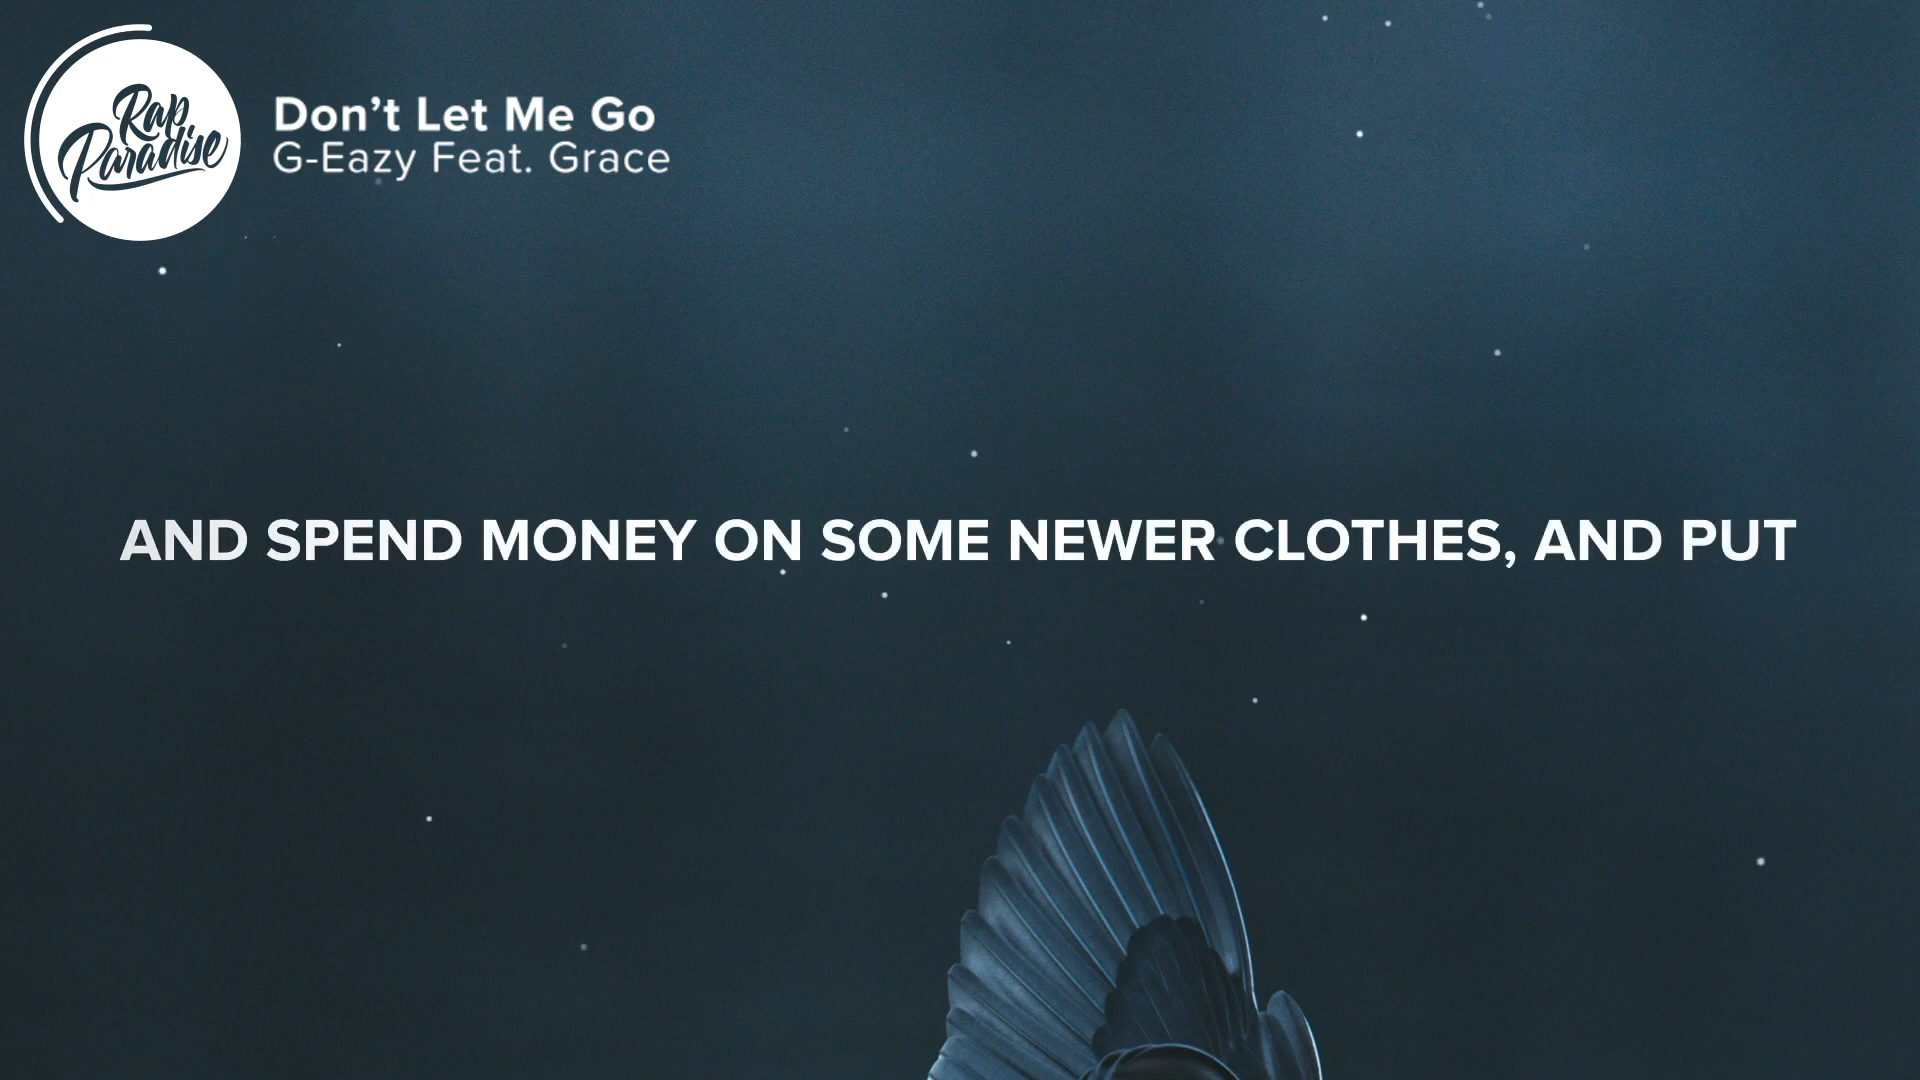 Rap
Paradise
Don't Let Me Go
G-Eazy Feat. Grace
AND SPEND MONEY ON SOME NEWER CLOTHES, AND PUT